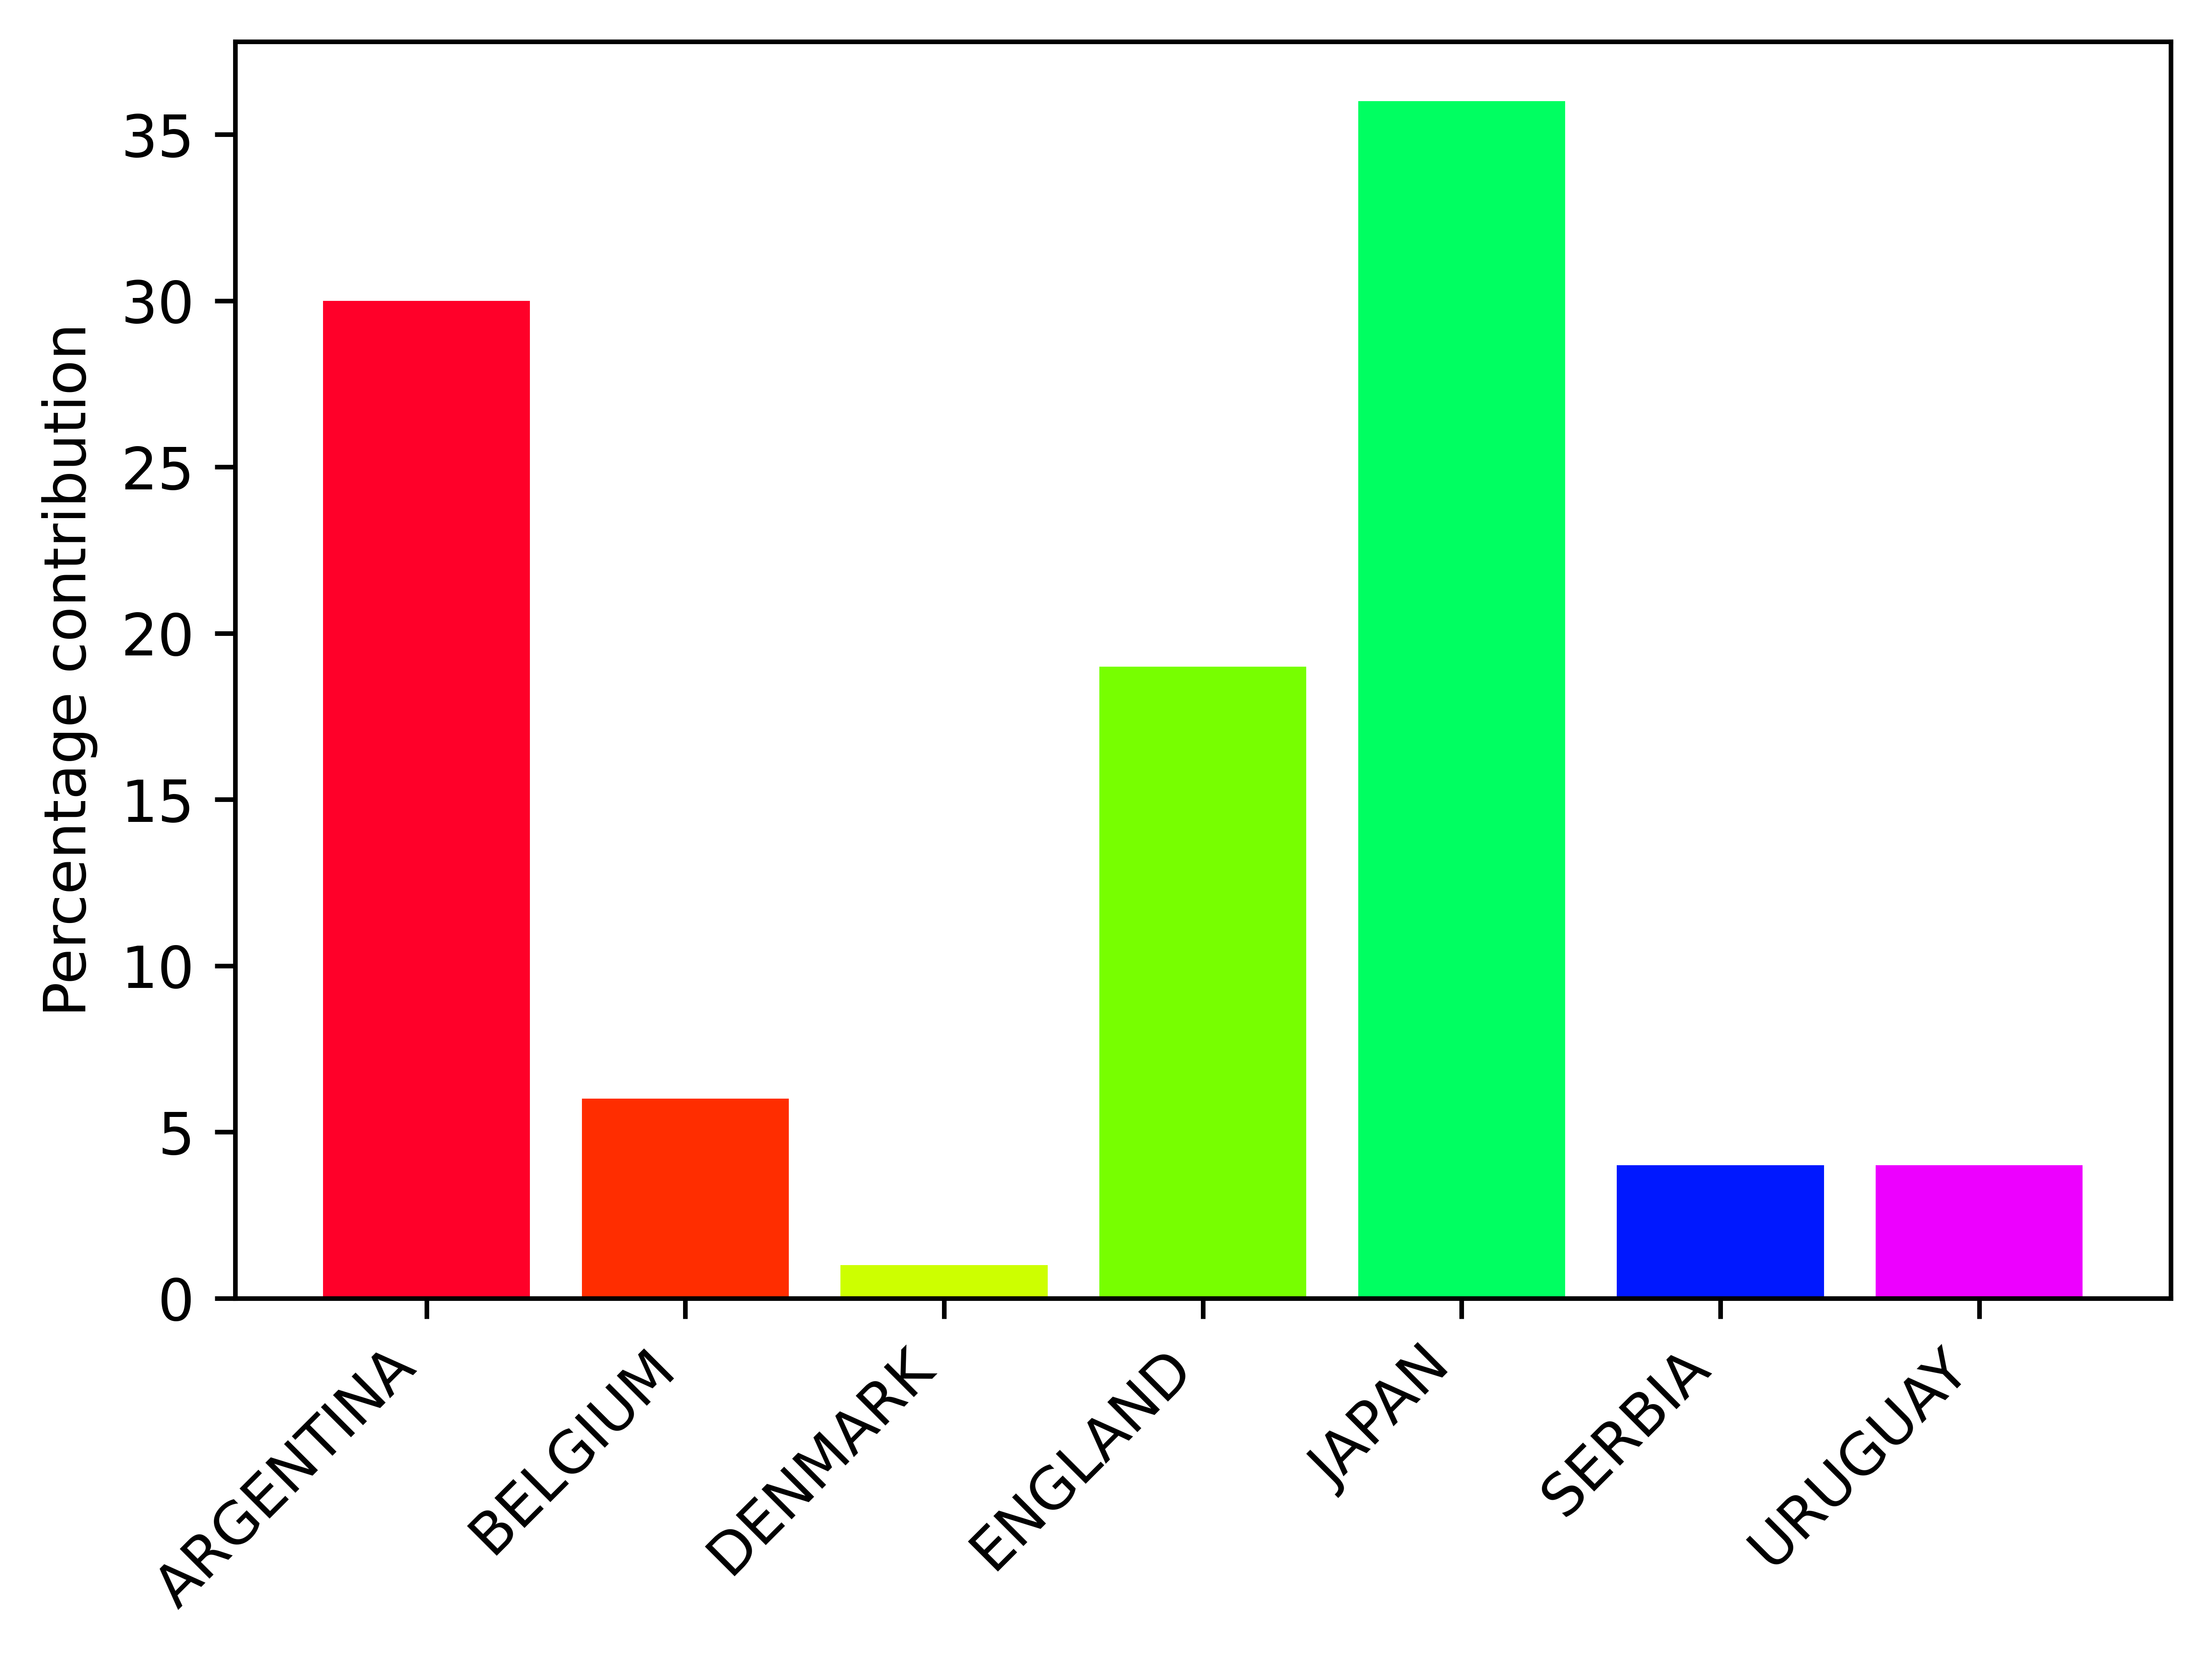 Percentage contribution
35
30
25
20
15
10
5
0
ARGENTINA
BELGIUM
DENMARK
ENGLAND
JAPAN
SERBIA
URUGUAY